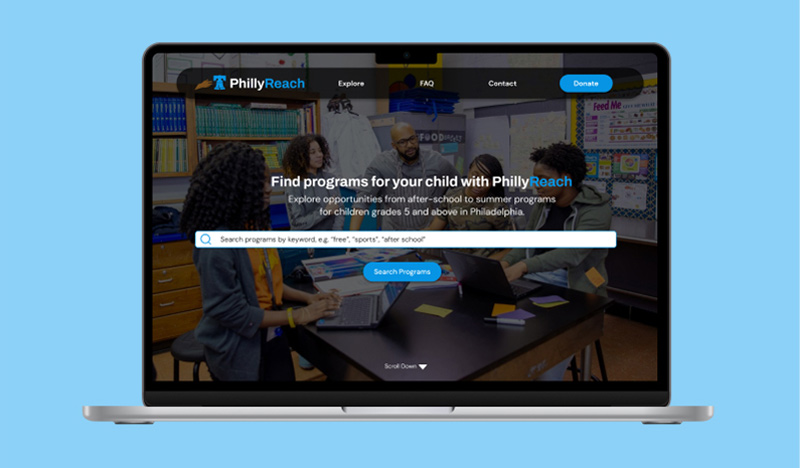 PhillyReach
Explore
FAQ
Contact
Donate
Feed Me
Find programs for your child with PhillyReach
Explore opportunities from after-school to summer programs
for children grades 5 and above in Philadelphia.
Search programs by keyword, e.g. "free", "sports", "after school"
Search Programs
Scroll Down